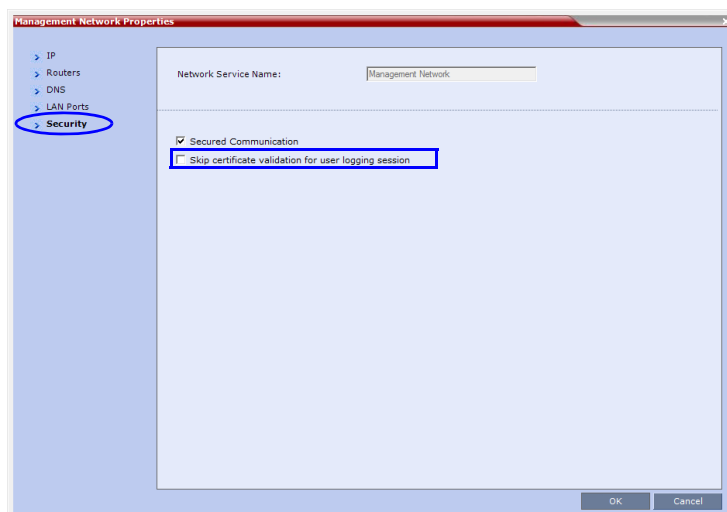 Management Network Properties
IP
Routers
DNS
LAN Ports
Security
Network Service Name: Management Network
Secured Communication
Skip certificate validation for user logging session
OK Cancel